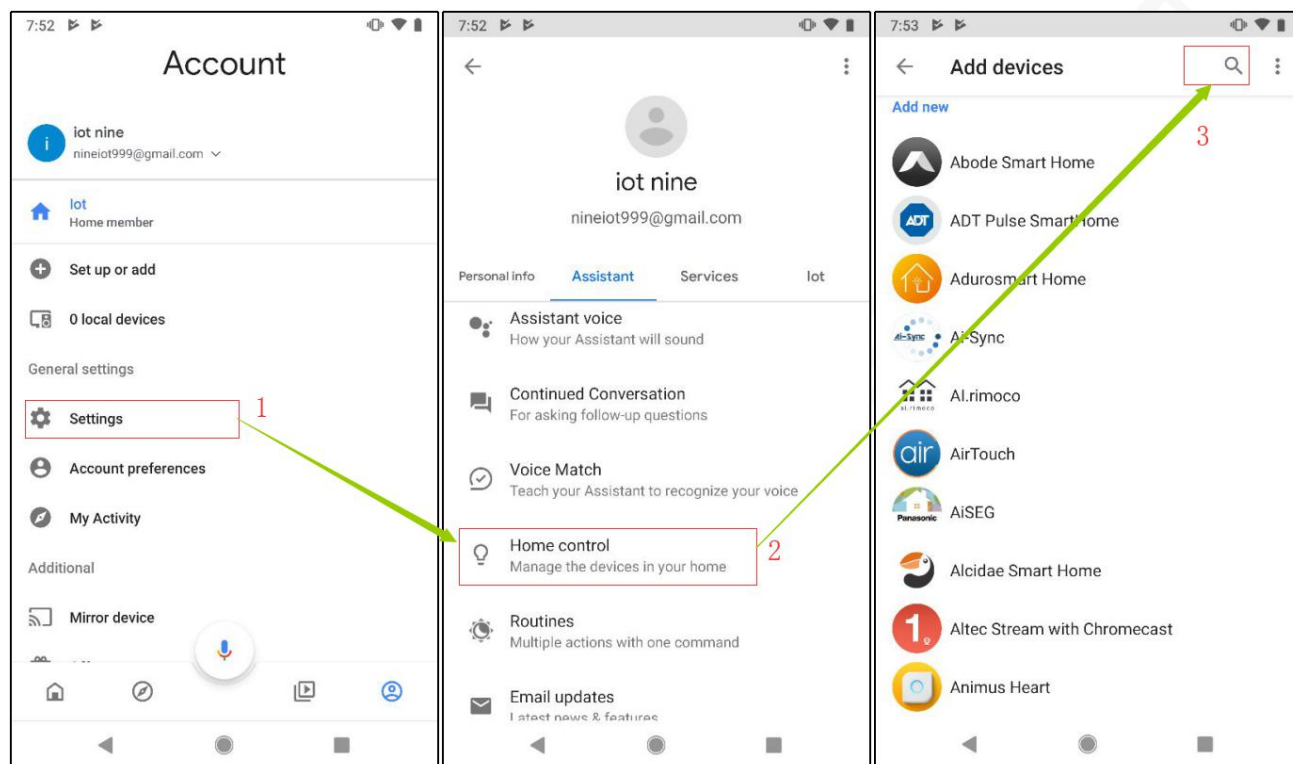 7:52
Account
i
iot nine
nineiot999@gmail.com
Iot
Home member
Set up or add
0 local devices
General settings
Settings
1
Account preferences
My Activity
Additional
Mirror device
7:52
iot nine
nineiot999@gmail.com
Personal info Assistant Services Iot
Assistant voice
How your Assistant will sound
Continued Conversation
For asking follow-up questions
Voice Match
Teach your Assistant to recognize your voice
Home control
Manage the devices in your home
2
Routines
Multiple actions with one command
Email updates
Latest news & features
7:53
Add devices
3
Add new
Abode Smart Home
ADT
ADT Pulse SmartHome
Adurosmart Home
Ai-Sync
Ai-Sync
AI.rimoco
ai.rimoco
air
AirTouch
AiSEG
Panasonic
Alcidae Smart Home
1
Altec Stream with Chromecast
Animus Heart